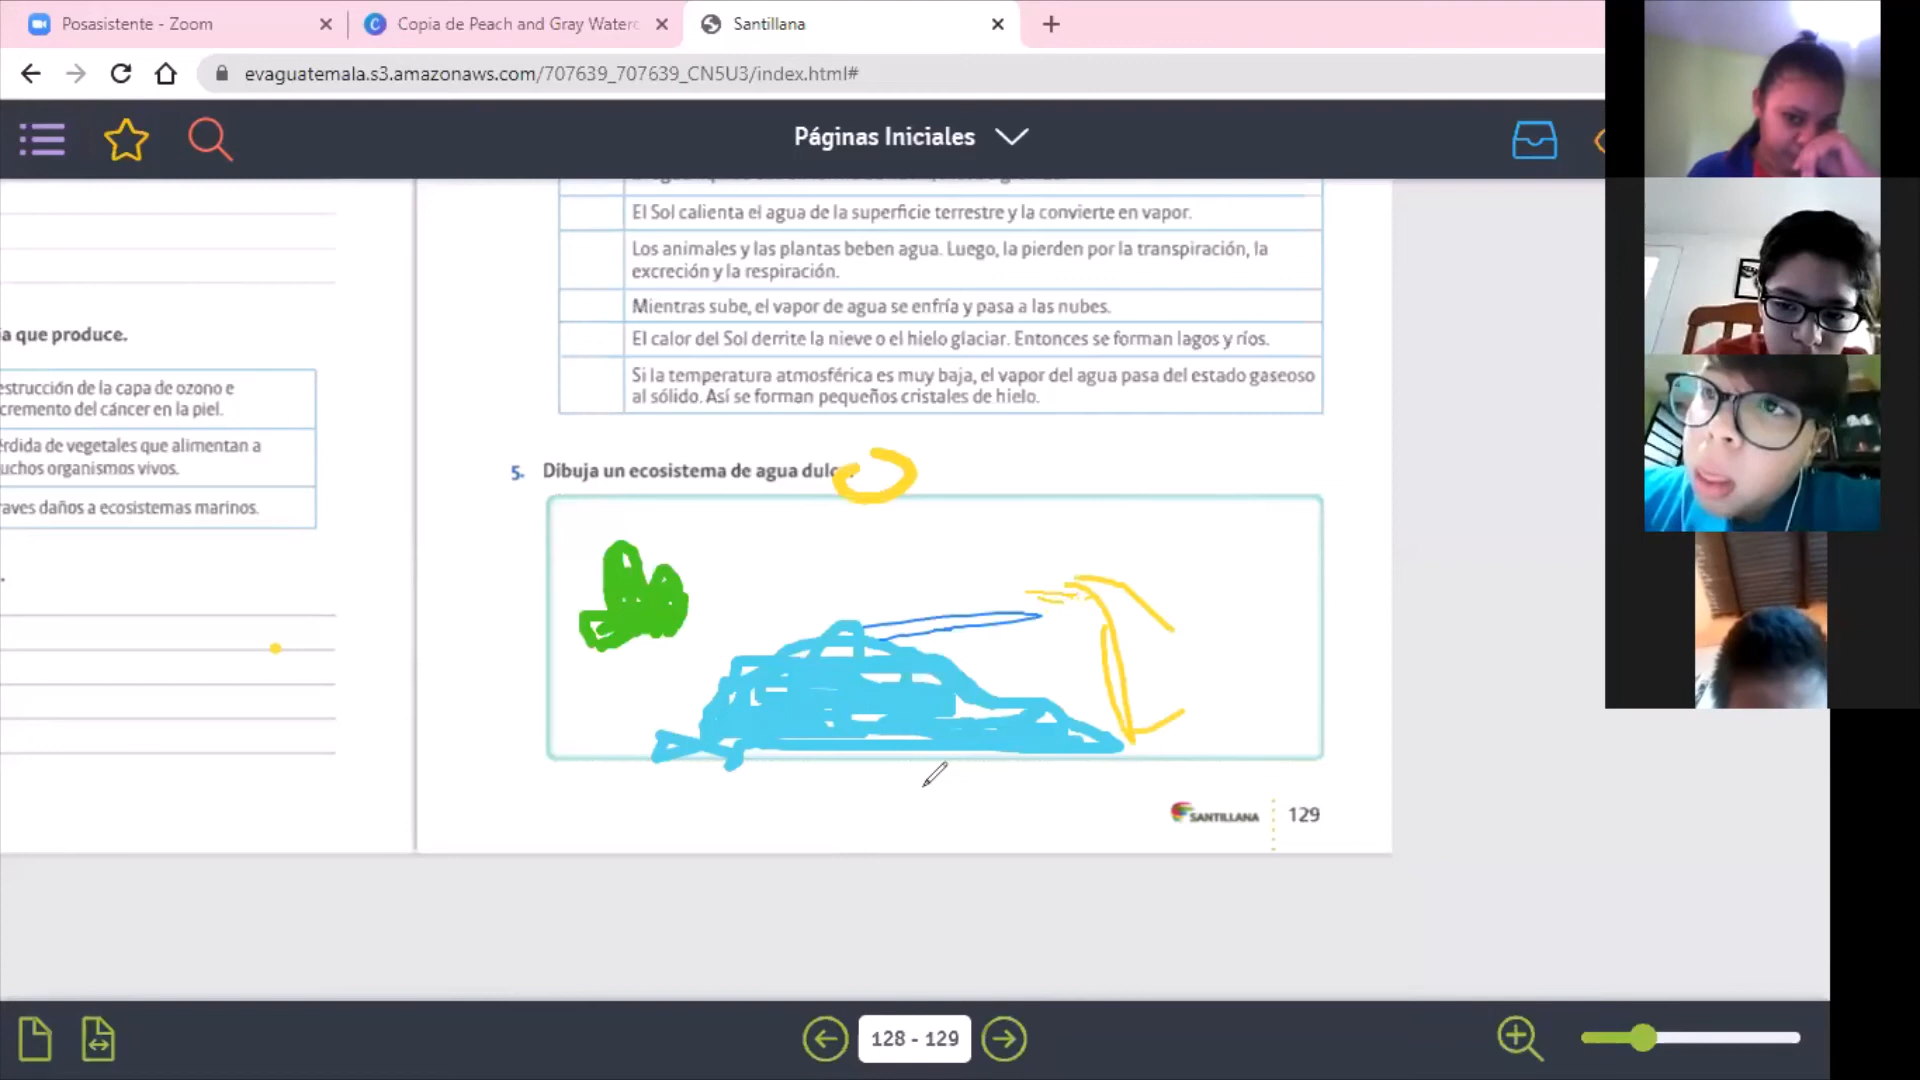 Posasistente - Zoom
Copia de Peach and Gray Waterc
Santillana
evaguatemala.s3.amazonaws.com/707639_707639_CN5U3/index.html#
Páginas Iniciales
El Sol calienta el agua de la superficie terrestre y la convierte en vapor.
Los animales y las plantas beben agua. Luego, la pierden por la transpiración, la
excreción y la respiración.
Mientras sube, el vapor de agua se enfría y pasa a las nubes.
El calor del Sol derrite la nieve o el hielo glaciar. Entonces se forman lagos y ríos.
Si la temperatura atmosférica es muy baja, el vapor del agua pasa del estado gaseoso
al sólido. Así se forman pequeños cristales de hielo.
ia que produce.
estrucción de la capa de ozono e
cremento del cáncer en la piel.
érdida de vegetales que alimentan a
uchos organismos vivos.
raves daños a ecosistemas marinos.
.
5. Dibuja un ecosistema de agua dulc
SANTILLANA 129
128 - 129